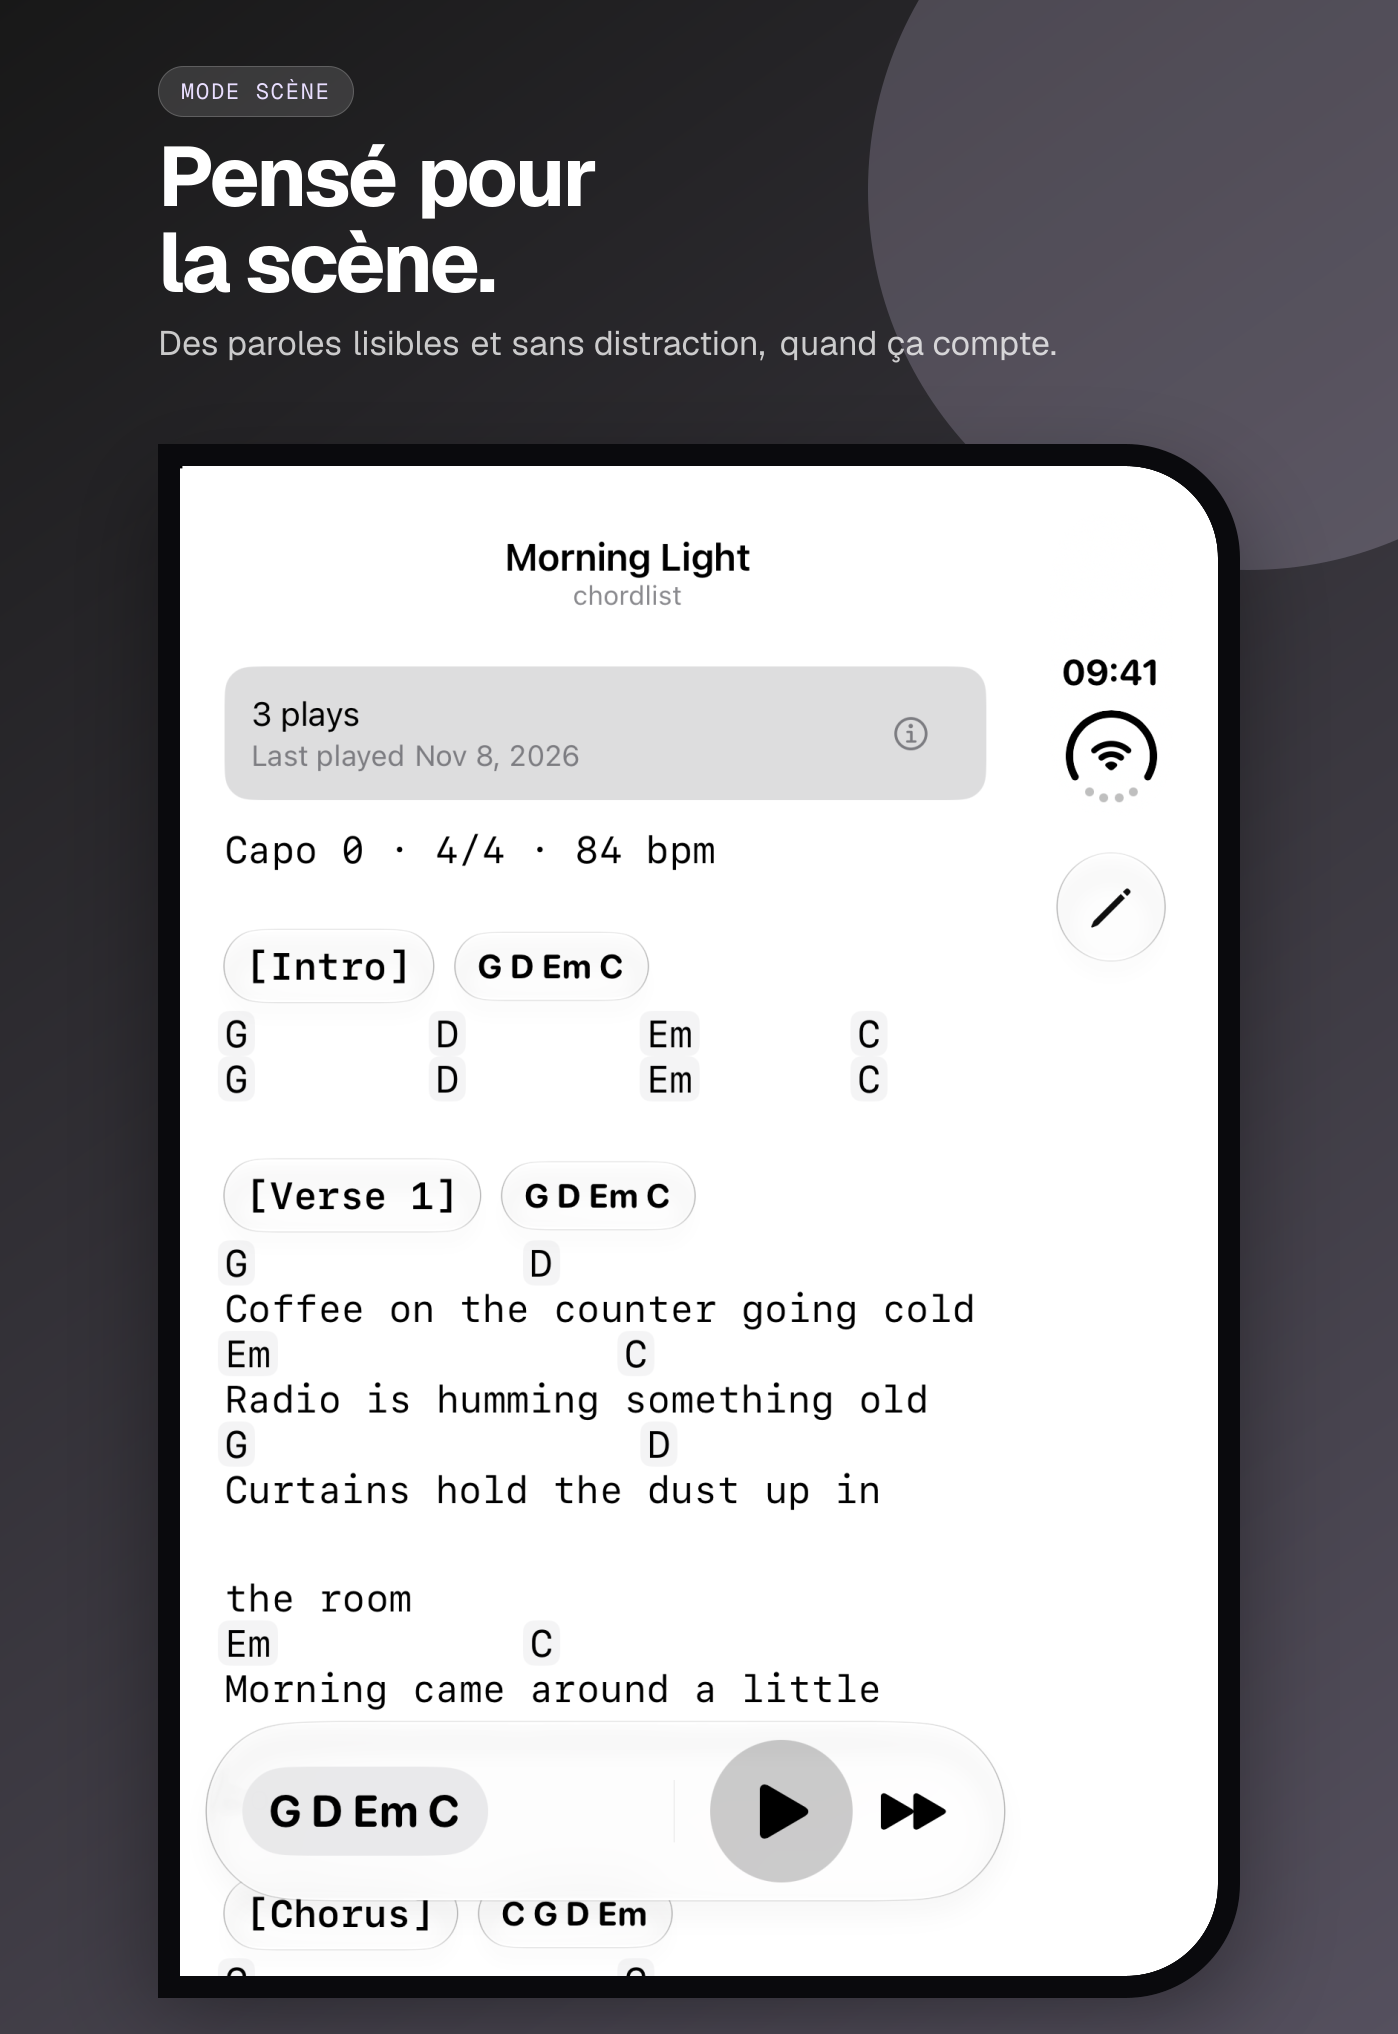 MODE SCÈNE
Pensé pour
la scène.
Des paroles lisibles et sans distraction, quand ça compte.
Morning Light
chordlist
09:41
3 plays
Last played Nov 8, 2026
Capo 0 · 4/4 · 84 bpm
[Intro] G D Em C
G D Em C
G D Em C
[Verse 1] G D Em C
G D
Coffee on the counter going cold
Em C
Radio is humming something old
G D
Curtains hold the dust up in
the room
Em C
Morning came around a little
G D Em C
[Chorus] C G D Em